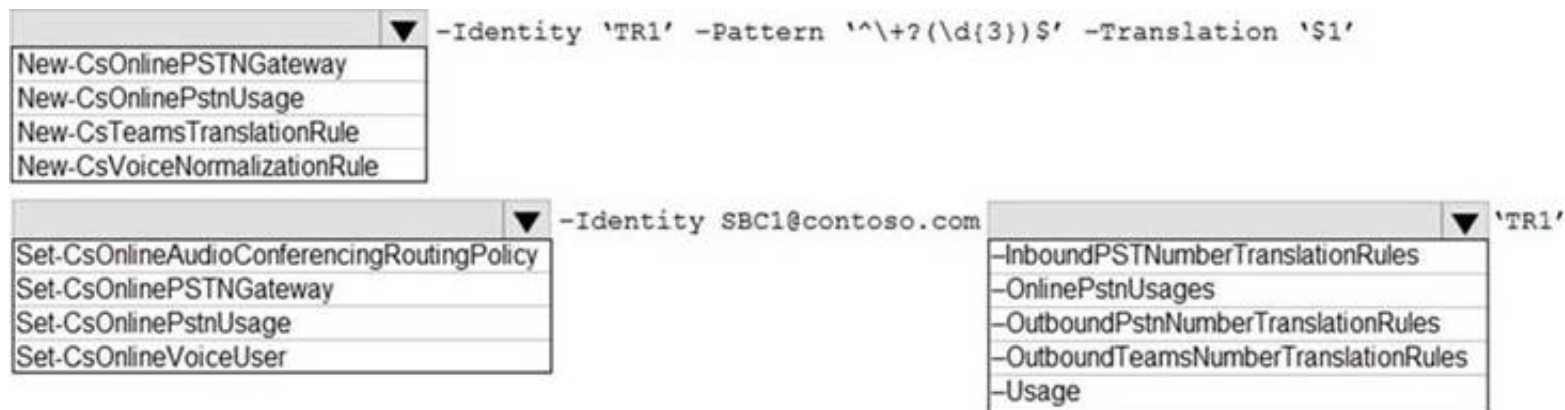 -Identity ‘TR1’ -Pattern ‘^\+?(\d{3})$’ -Translation ‘$1’
New-CsOnlinePSTNGateway
New-CsOnlinePstnUsage
New-CsTeamsTranslationRule
New-CsVoiceNormalizationRule
-Identity SBC1@contoso.com ‘TR1’
Set-CsOnlineAudioConferencingRoutingPolicy
Set-CsOnlinePSTNGateway
Set-CsOnlinePstnUsage
Set-CsOnlineVoiceUser
–InboundPSTNumberTranslationRules
–OnlinePstnUsages
–OutboundPstnNumberTranslationRules
–OutboundTeamsNumberTranslationRules
–Usage